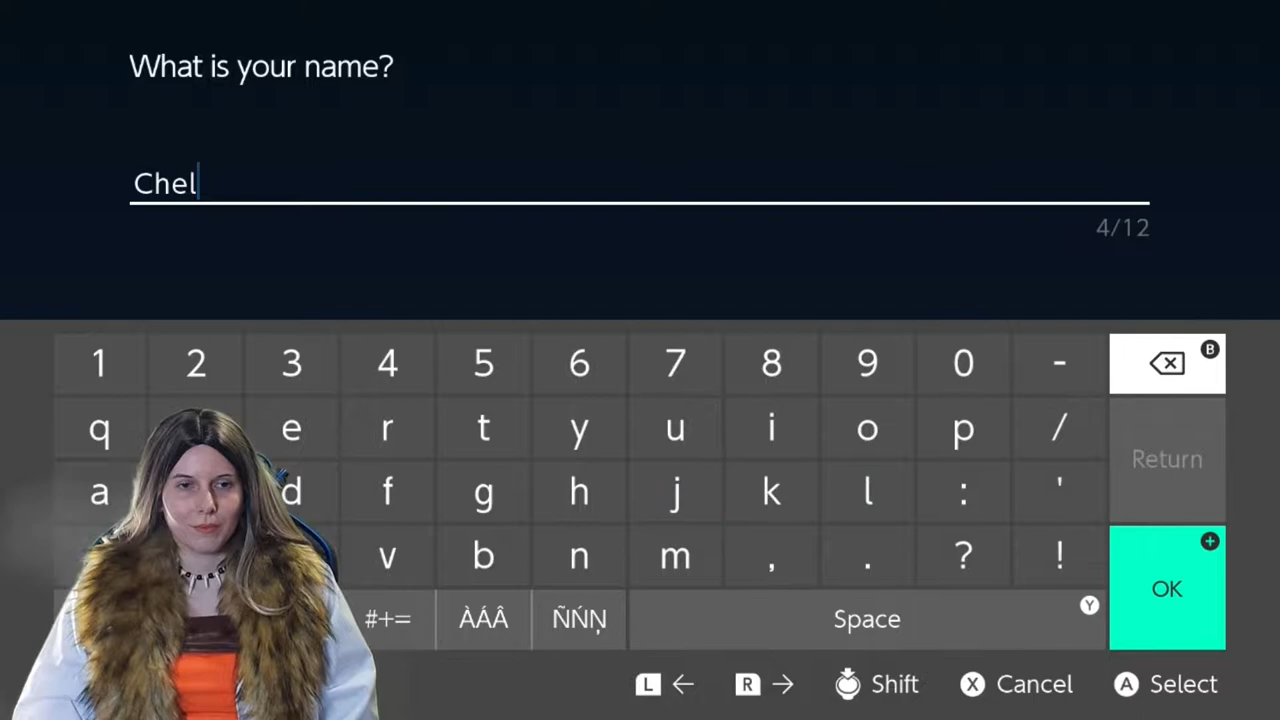 What is your name?
Chel
4/12
1 2 3 4 5 6 7 8 9 0 - B
q e r t y u i o p /
Return
a d f g h j k l : '
v b n m , . ? ! +
OK
#+= ÀÁÂ ÑŃŅ Space Y
L ← R → Shift X Cancel A Select